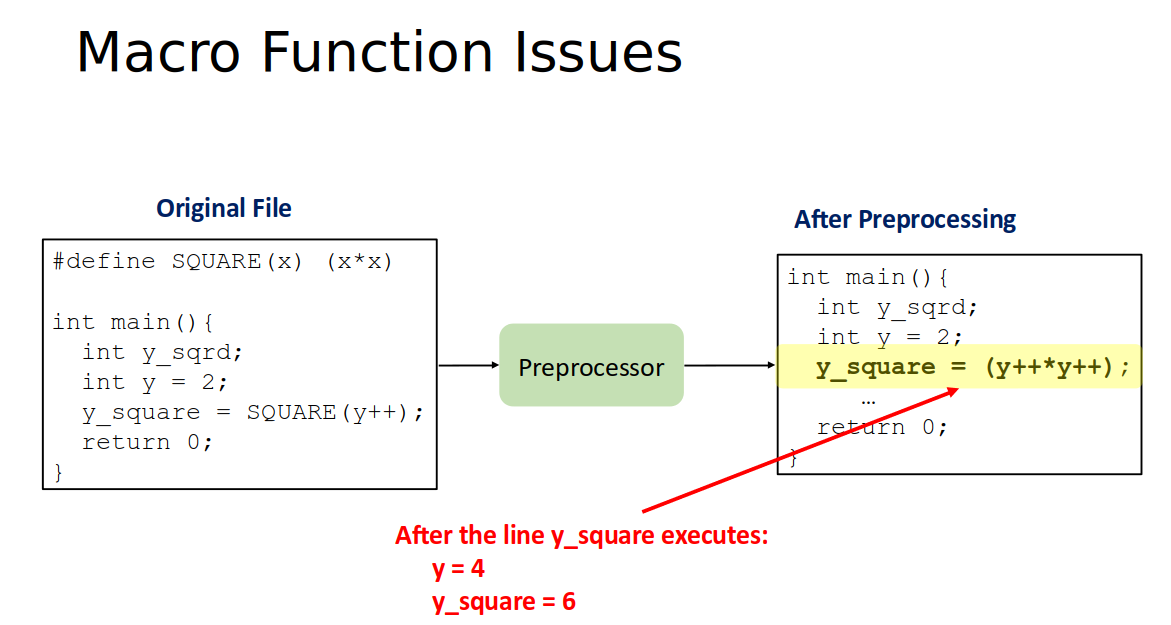 Macro Function Issues
Original File
#define SQUARE(x) (x*x)
int main(){
int y_sqrd;
int y = 2;
y_square = SQUARE(y++);
return 0;
}
Preprocessor
After Preprocessing
int main(){
int y_sqrd;
int y = 2;
y_square = (y++*y++);
…
return 0;
}
After the line y_square executes:
y = 4
y_square = 6